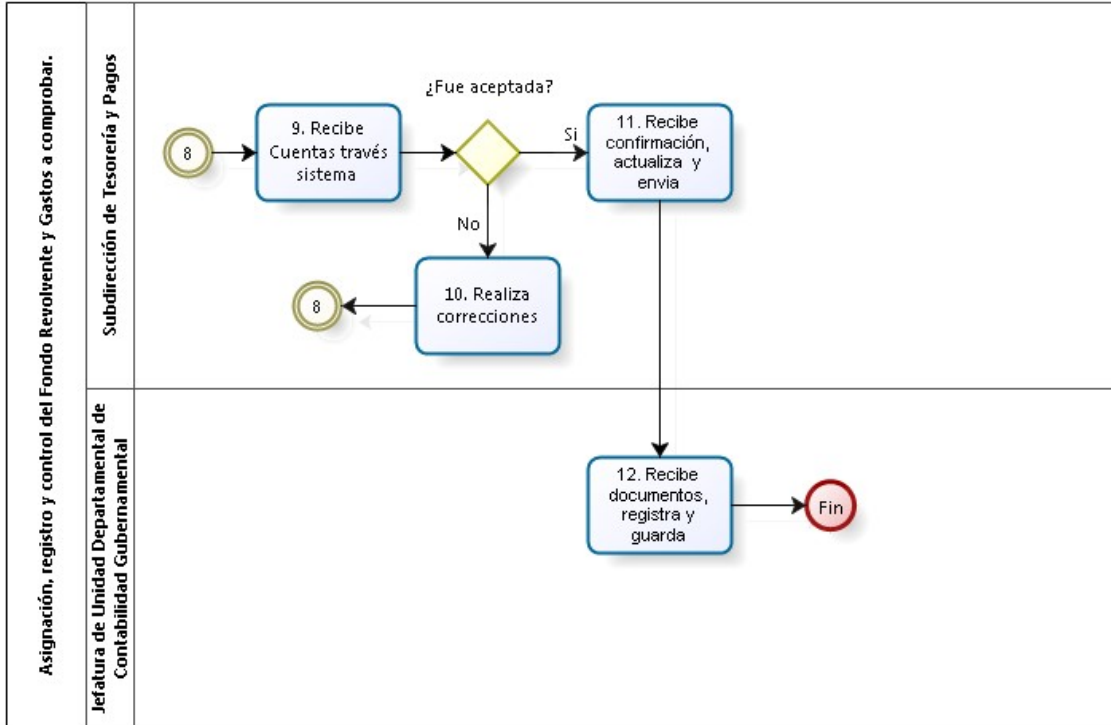 Asignación, registro y control del Fondo Revolvente y Gastos a comprobar.
Subdirección de Tesorería y Pagos
¿Fue aceptada?
8
9. Recibe
Cuentas través
sistema
Si
11. Recibe
confirmación,
actualiza y
envia
No
8
10. Realiza
correcciones
Jefatura de Unidad Departamental de
Contabilidad Gubernamental
12. Recibe
documentos,
registra y
guarda
Fin